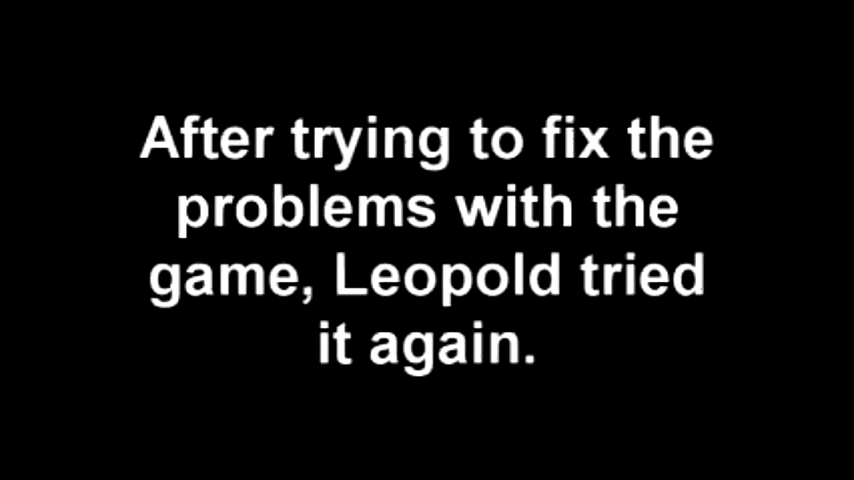 After trying to fix the
problems with the
game, Leopold tried
it again.